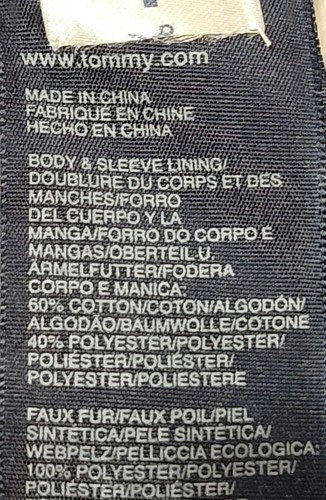 www.tommy.com
MADE IN CHINA
FABRIQUÉ EN CHINE
HECHO EN CHINA
BODY & SLEEVE LINING/
DOUBLURE DU CORPS ET DES
MANCHES/FORRO
DEL CUERPO Y LA
MANGA/FORRO DO CORPO E
MANGAS/OBERTEIL U.
ÄRMELFUTTER/FODERA
CORPO E MANICA:
60% COTTON/COTON/ALGODÓN/
ALGODÃO/BAUMWOLLE/COTONE
40% POLYESTER/POLYESTER/
POLIÉSTER/POLIÉSTER/
POLYESTER/POLIESTERE
FAUX FUR/FAUX POIL/PIEL
SINTÉTICA/PELE SINTÉTICA/
WEBPELZ/PELLICCIA ECOLOGICA:
100% POLYESTER/POLYESTER/
POLIÉSTER/POLIÉSTER/